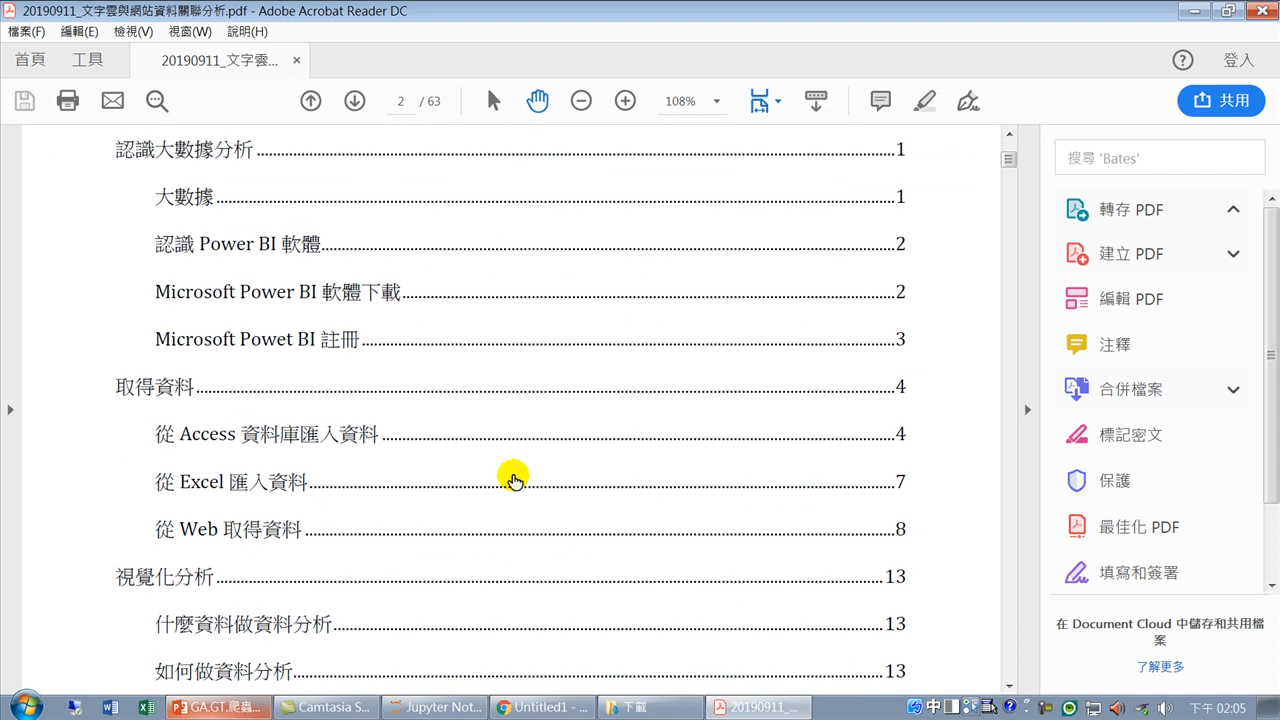 20190911_文字雲與網站資料關聯分析.pdf - Adobe Acrobat Reader DC
檔案(F) 編輯(E) 檢視(V) 視窗(W) 說明(H)
首頁 工具 20190911_文字雲... × 登入
2 / 63 108% 共用
認識大數據分析 1
大數據 1
認識 Power BI 軟體 2
Microsoft Power BI 軟體下載 2
Microsoft Powet BI 註冊 3
取得資料 4
從 Access 資料庫匯入資料 4
從 Excel 匯入資料 7
從 Web 取得資料 8
視覺化分析 13
什麼資料做資料分析 13
如何做資料分析 13
搜尋 'Bates'
轉存 PDF
建立 PDF
編輯 PDF
注釋
合併檔案
標記密文
保護
最佳化 PDF
填寫和簽署
在 Document Cloud 中儲存和共用檔
案
了解更多
GA.GT.爬蟲... Camtasia S... Jupyter Not... Untitled1 - ... 下載 20190911_... 中 下午 02:05